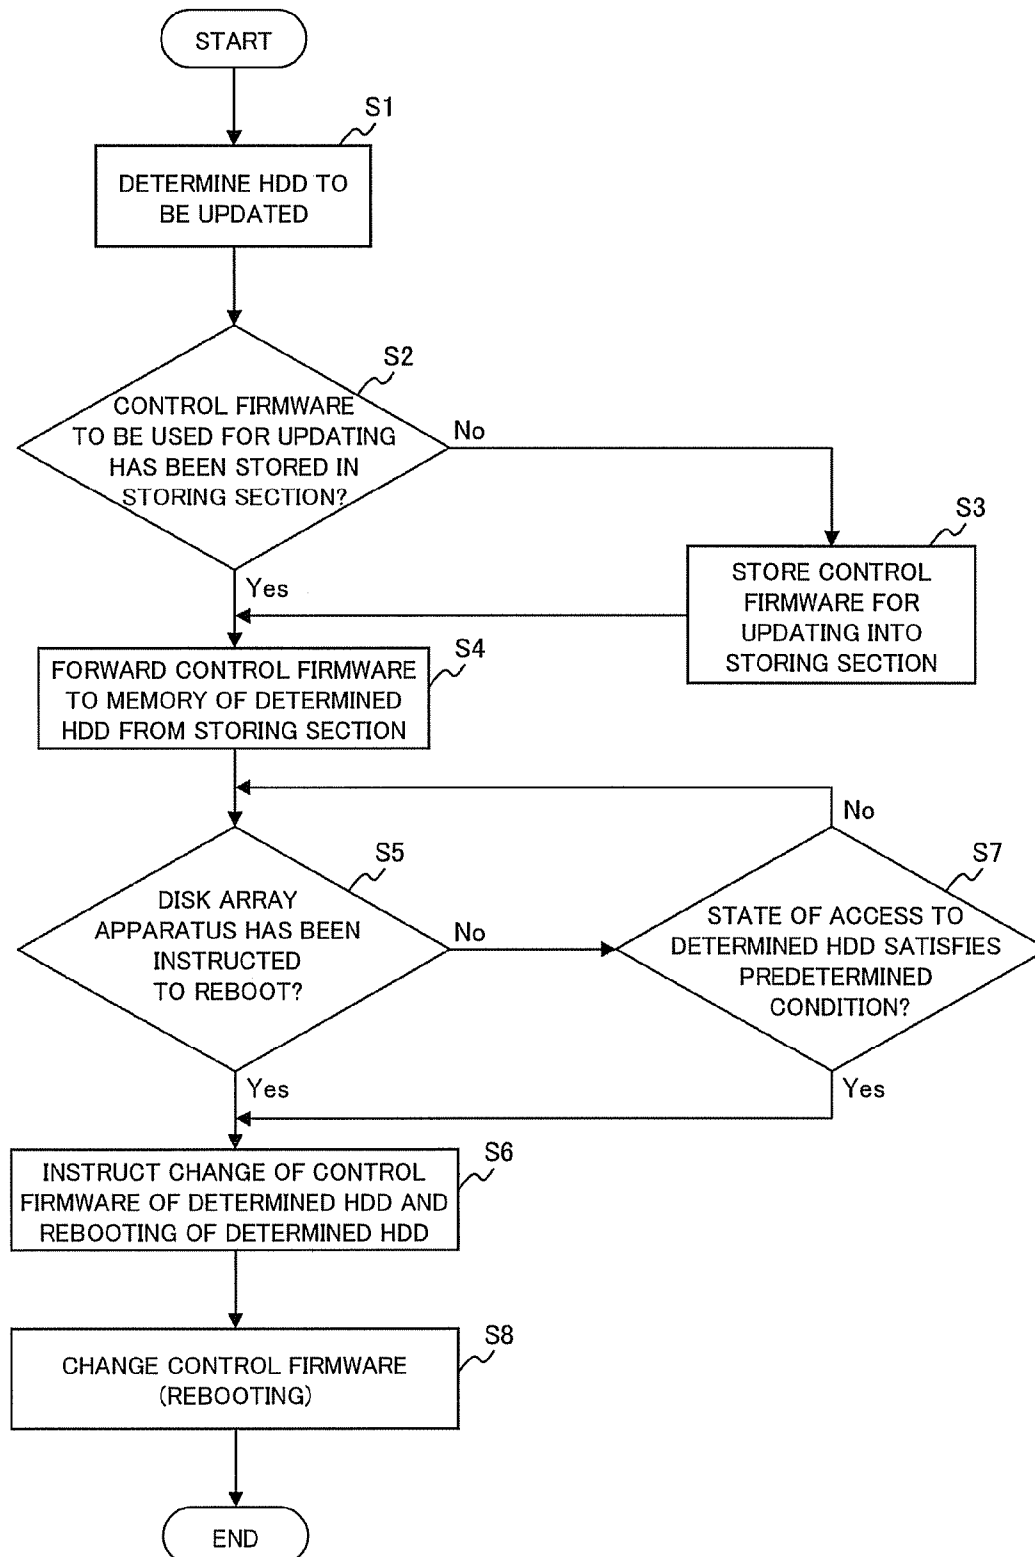 START
S1
DETERMINE HDD TO
BE UPDATED
S2
CONTROL FIRMWARE
TO BE USED FOR UPDATING
HAS BEEN STORED IN
STORING SECTION?
No
Yes
S3
STORE CONTROL
FIRMWARE FOR
UPDATING INTO
STORING SECTION
S4
FORWARD CONTROL FIRMWARE
TO MEMORY OF DETERMINED
HDD FROM STORING SECTION
S5
DISK ARRAY
APPARATUS HAS BEEN
INSTRUCTED
TO REBOOT?
No
Yes
S7
STATE OF ACCESS TO
DETERMINED HDD SATISFIES
PREDETERMINED
CONDITION?
No
Yes
S6
INSTRUCT CHANGE OF CONTROL
FIRMWARE OF DETERMINED HDD AND
REBOOTING OF DETERMINED HDD
S8
CHANGE CONTROL FIRMWARE
(REBOOTING)
END